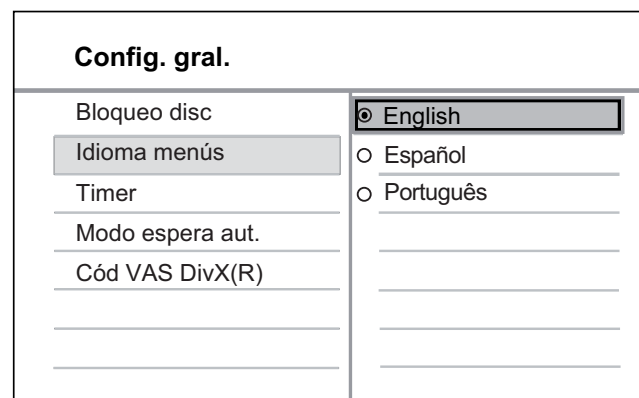 Config. gral.
Bloqueo disc
Idioma menús
Timer
Modo espera aut.
Cód VAS DivX(R)
English
Español
Português